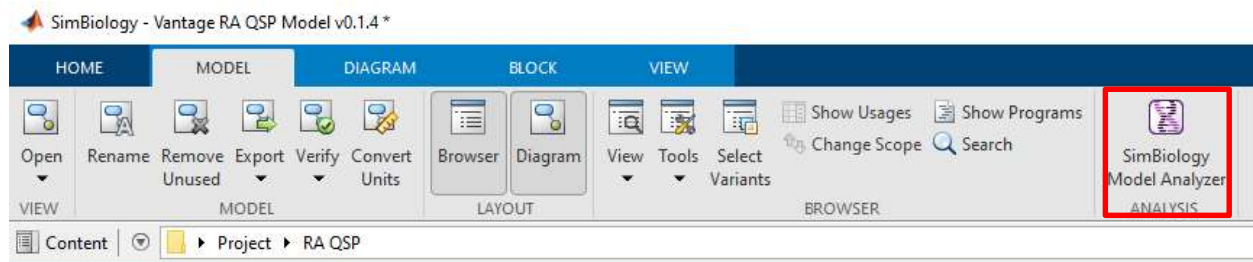 SimBiology - Vantage RA QSP Model v0.1.4 *
HOME MODEL DIAGRAM BLOCK VIEW
Show Usages Show Programs
Change Scope Search
Open Rename Remove Export Verify Convert Browser Diagram View Tools Select SimBiology
Unused Units Variants Model Analyzer
VIEW MODEL LAYOUT BROWSER ANALYSIS
Content Project RA QSP